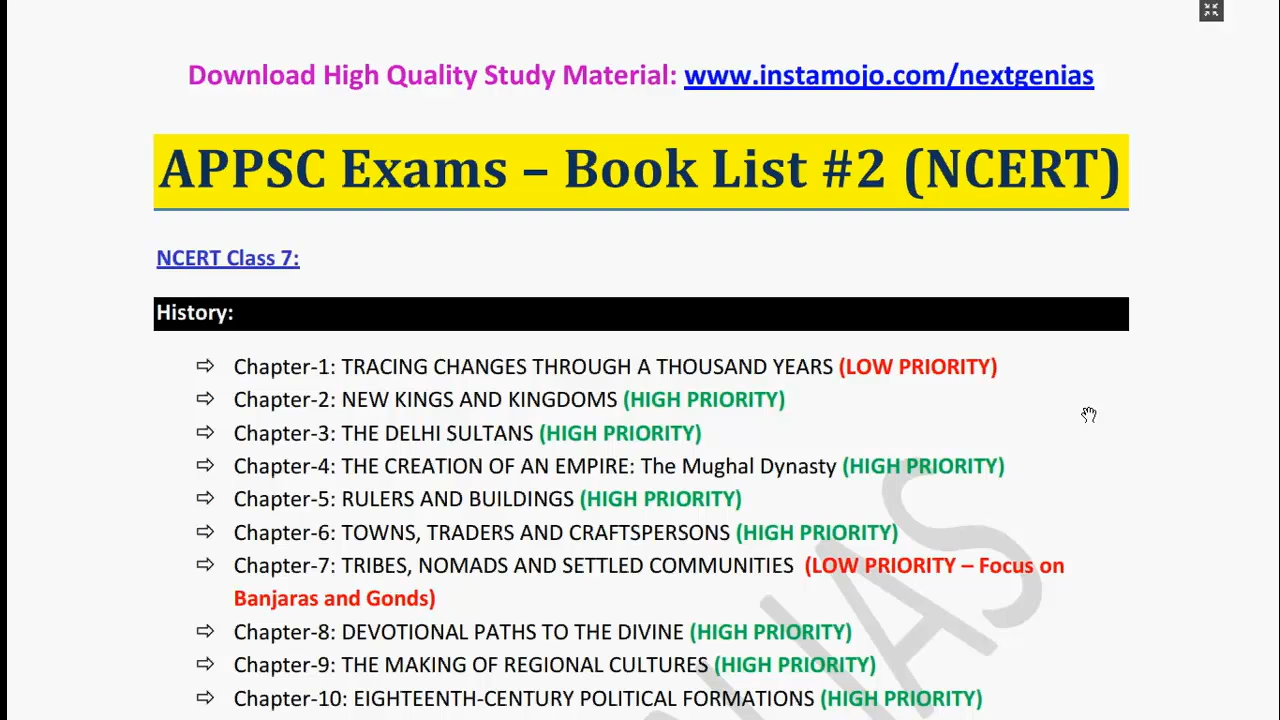 Download High Quality Study Material: www.instamojo.com/nextgenias
APPSC Exams – Book List #2 (NCERT)
NCERT Class 7:
History:
⇨ Chapter-1: TRACING CHANGES THROUGH A THOUSAND YEARS (LOW PRIORITY)
⇨ Chapter-2: NEW KINGS AND KINGDOMS (HIGH PRIORITY)
⇨ Chapter-3: THE DELHI SULTANS (HIGH PRIORITY)
⇨ Chapter-4: THE CREATION OF AN EMPIRE: The Mughal Dynasty (HIGH PRIORITY)
⇨ Chapter-5: RULERS AND BUILDINGS (HIGH PRIORITY)
⇨ Chapter-6: TOWNS, TRADERS AND CRAFTSPERSONS (HIGH PRIORITY)
⇨ Chapter-7: TRIBES, NOMADS AND SETTLED COMMUNITIES (LOW PRIORITY – Focus on
Banjaras and Gonds)
⇨ Chapter-8: DEVOTIONAL PATHS TO THE DIVINE (HIGH PRIORITY)
⇨ Chapter-9: THE MAKING OF REGIONAL CULTURES (HIGH PRIORITY)
⇨ Chapter-10: EIGHTEENTH-CENTURY POLITICAL FORMATIONS (HIGH PRIORITY)
IAS